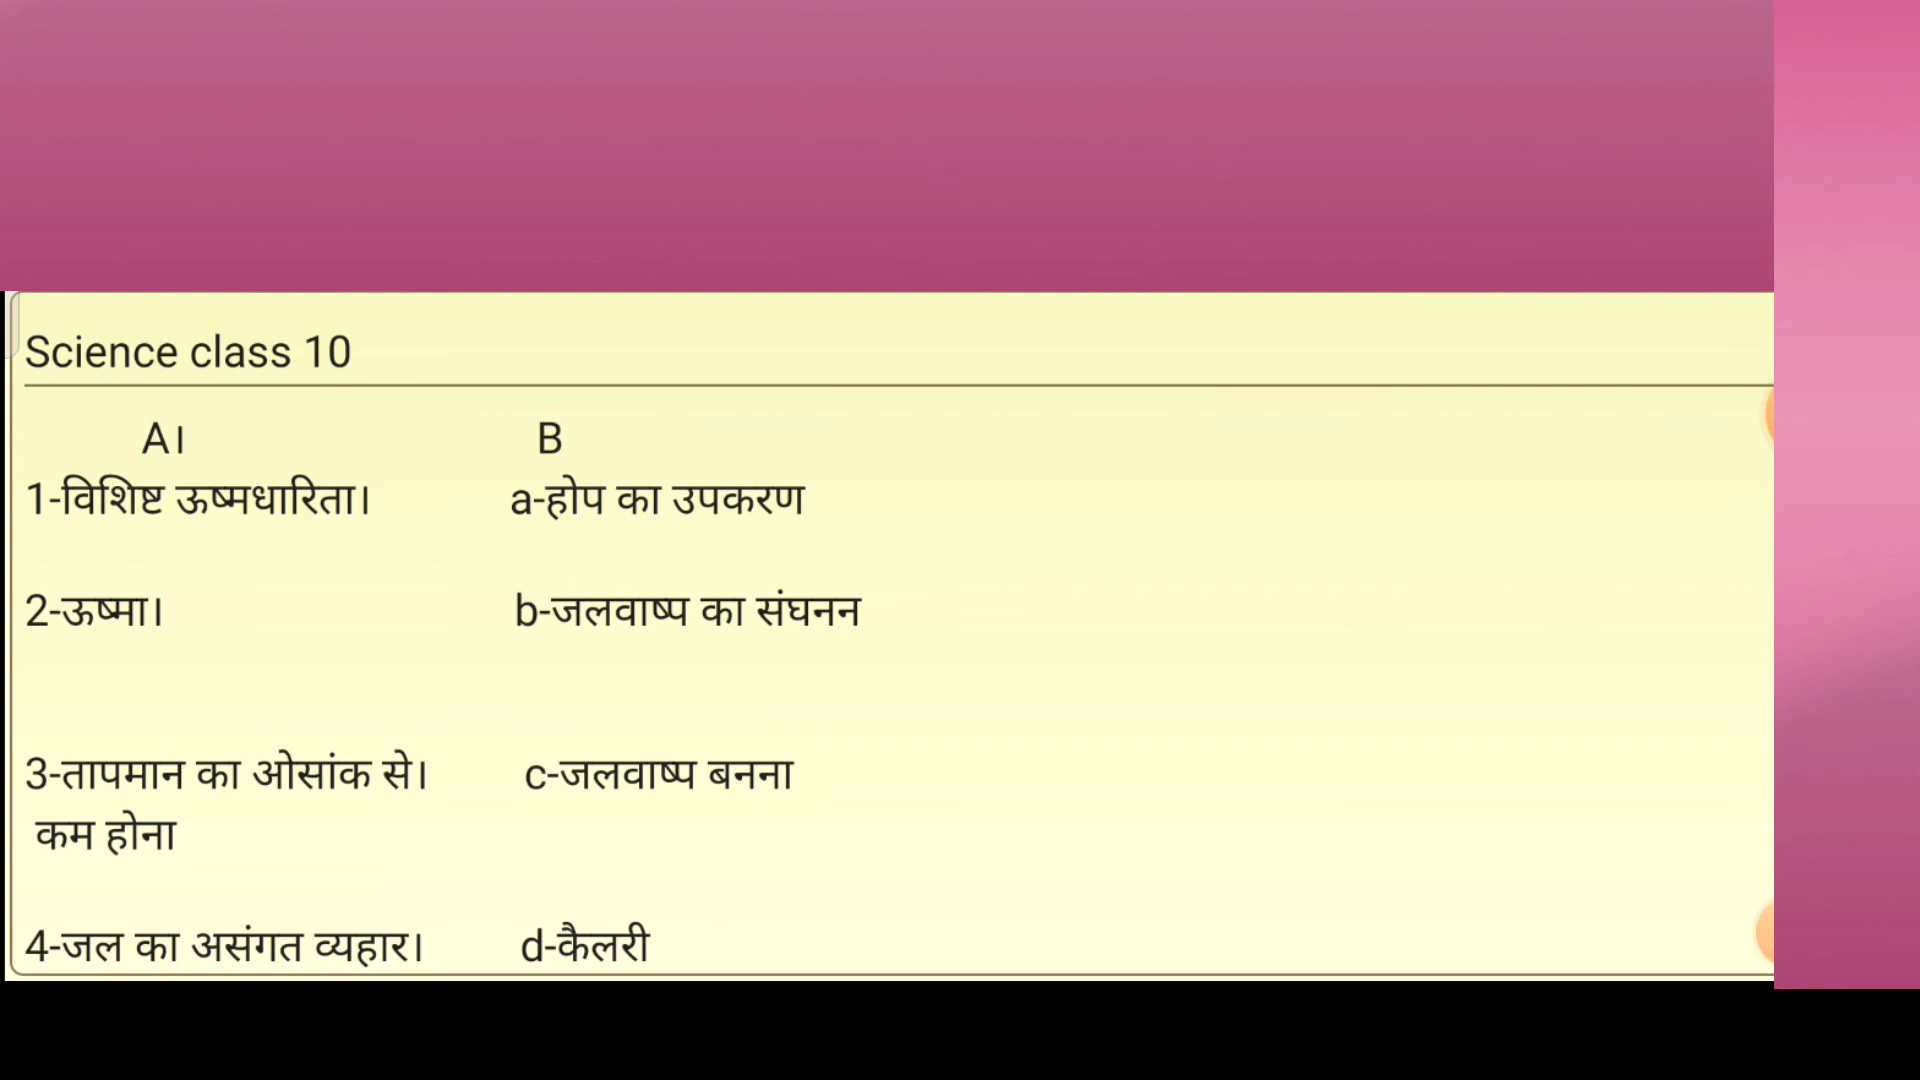 Science class 10
A। B
1-विशिष्ट ऊष्मधारिता। a-होप का उपकरण
2-ऊष्मा। b-जलवाष्प का संघनन
3-तापमान का ओसांक से। c-जलवाष्प बनना
कम होना
4-जल का असंगत व्यहार। d-कैलरी